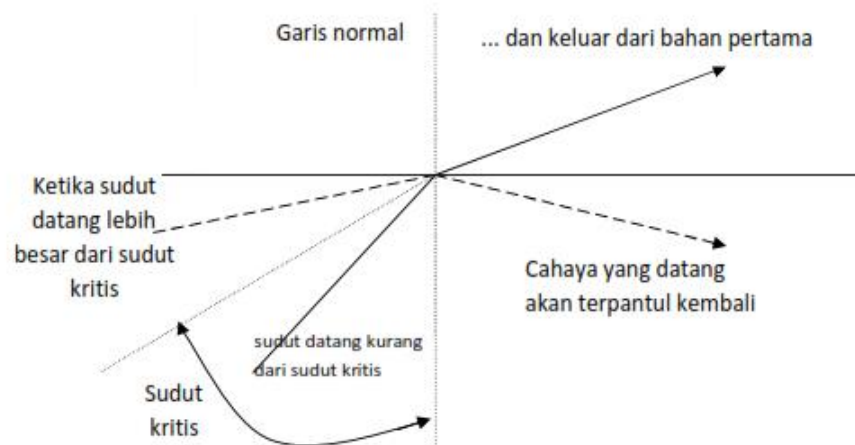 Garis normal
... dan keluar dari bahan pertama
Ketika sudut
datang lebih
besar dari sudut
kritis
Cahaya yang datang
akan terpantul kembali
sudut datang kurang
dari sudut kritis
Sudut
kritis